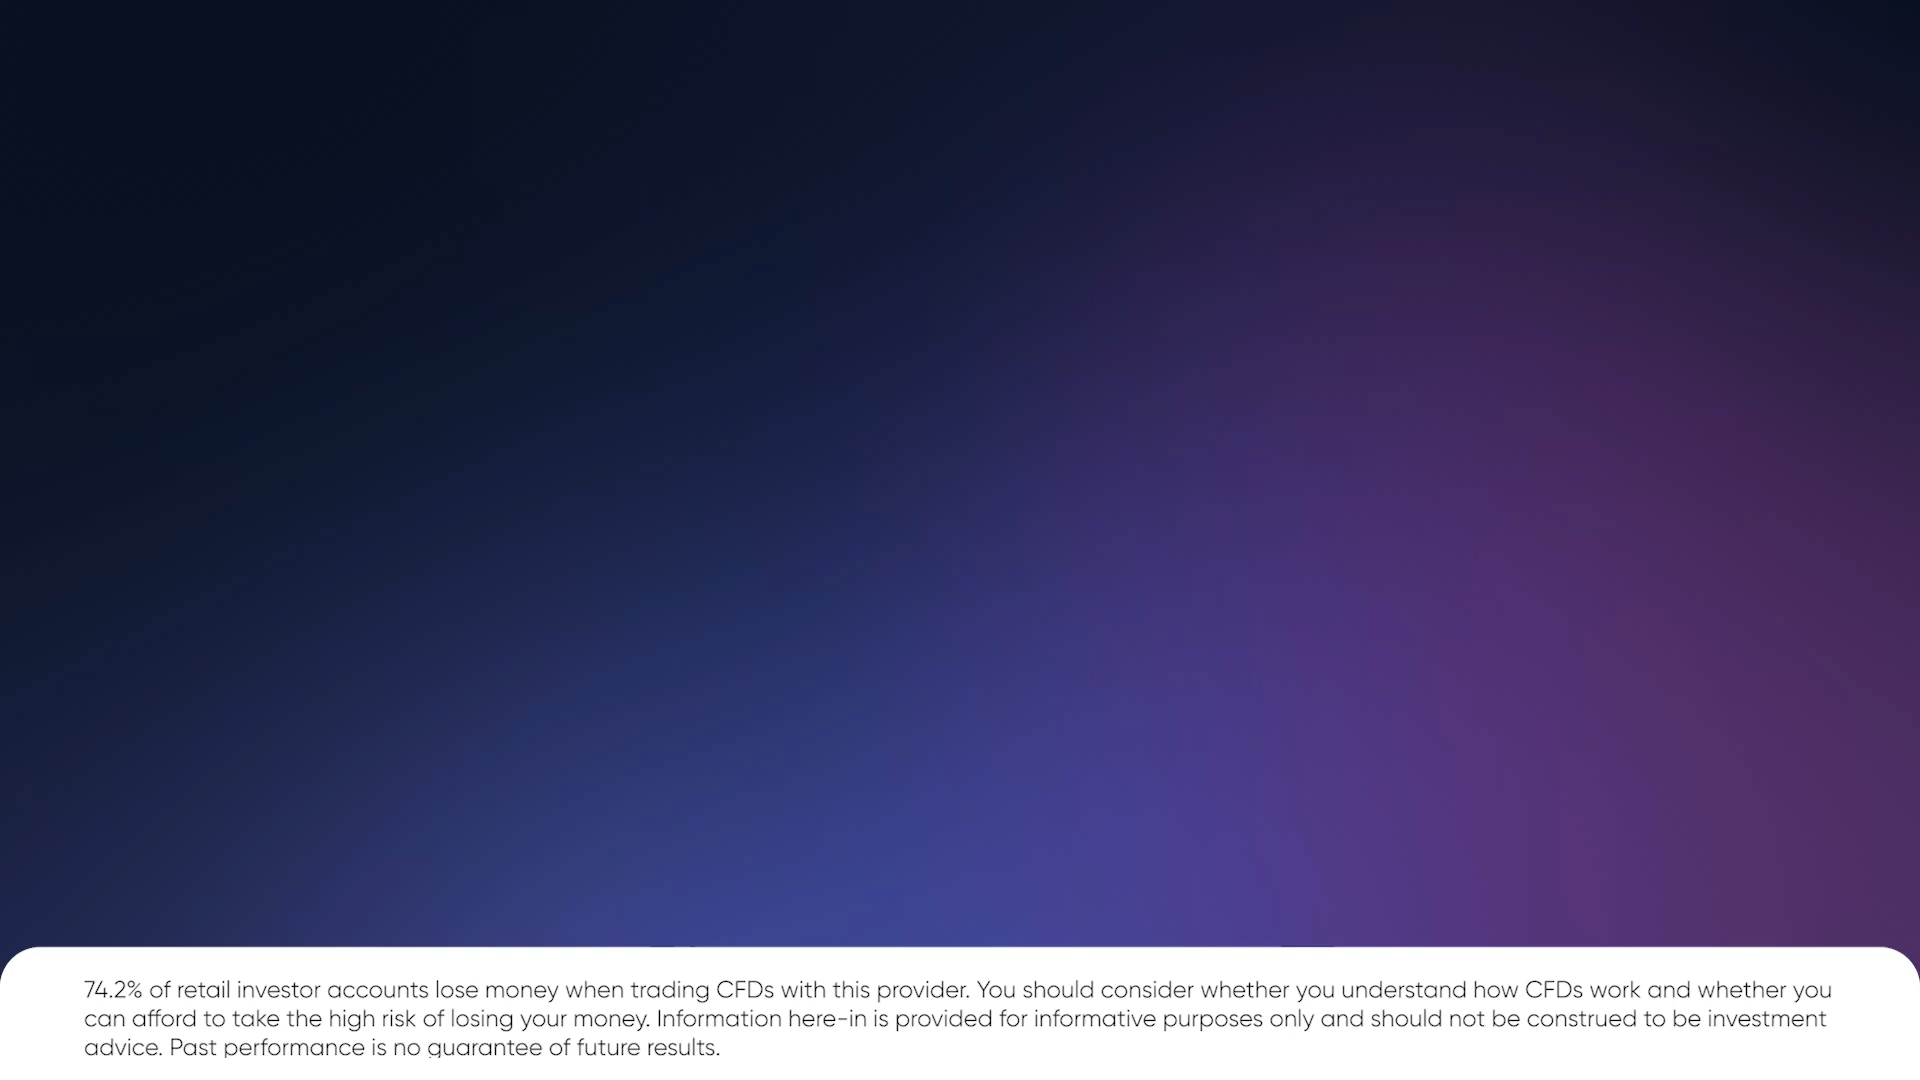 74.2% of retail investor accounts lose money when trading CFDs with this provider. You should consider whether you understand how CFDs work and whether you
can afford to take the high risk of losing your money. Information here-in is provided for informative purposes only and should not be construed to be investment
advice. Past performance is no guarantee of future results.